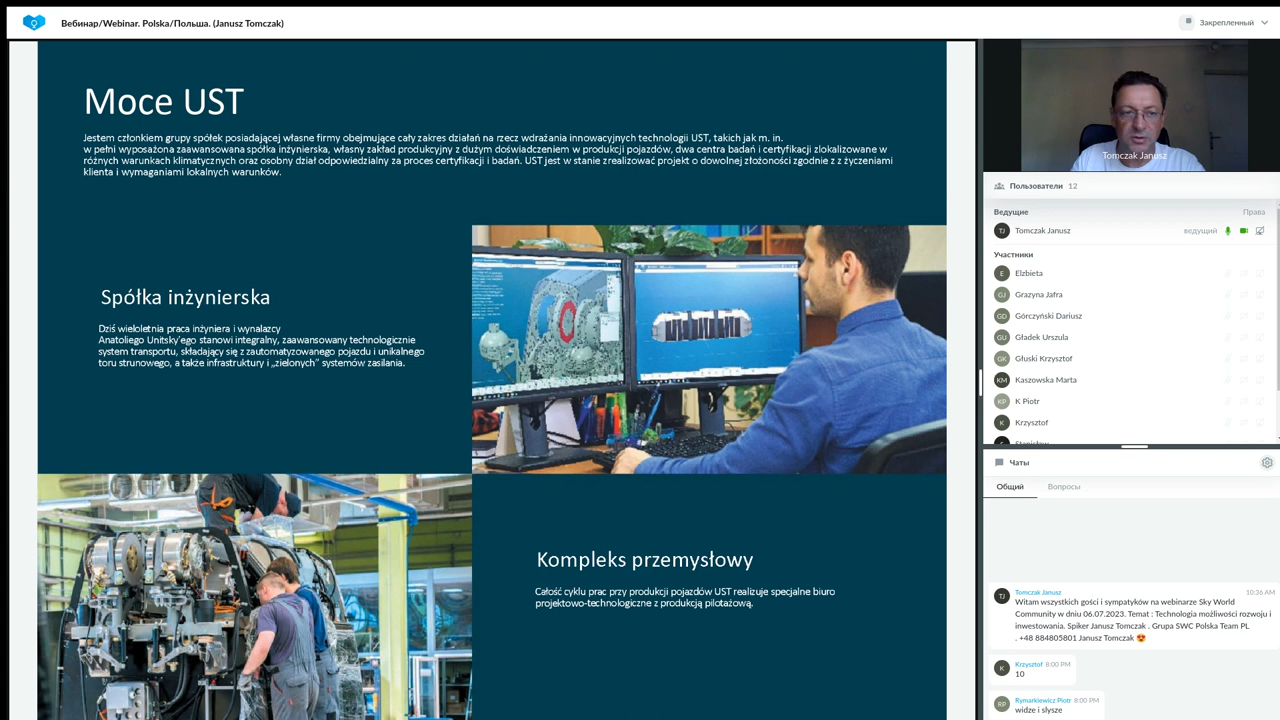 Вебинар/Webinar. Polska/Польша. (Janusz Tomczak)
Закрепленный
Moce UST
Jestem członkiem grupy spółek posiadającej własne firmy obejmujące cały zakres działań na rzecz wdrażania innowacyjnych technologii UST, takich jak m. in.
w pełni wyposażona zaawansowana spółka inżynierska, własny zakład produkcyjny z dużym doświadczeniem w produkcji pojazdów, dwa centra badań i certyfikacji zlokalizowane w
różnych warunkach klimatycznych oraz osobny dział odpowiedzialny za proces certyfikacji i badań. UST jest w stanie zrealizować projekt o dowolnej złożoności zgodnie z z życzeniami
klienta i wymaganiami lokalnych warunków.
Spółka inżynierska
Dziś wieloletnia praca inżyniera i wynalazcy
Anatoliego Unitsky'ego stanowi integralny, zaawansowany technologicznie
system transportu, składający się z zautomatyzowanego pojazdu i unikalnego
toru strunowego, a także infrastruktury i „zielonych” systemów zasilania.
Kompleks przemysłowy
Całość cyklu prac przy produkcji pojazdów UST realizuje specjalne biuro
projektowo-technologiczne z produkcją pilotażową.
Tomczak Janusz
Пользователи 12
Ведущие Права
TJ Tomczak Janusz ведущий
Участники
E Elzbieta
GJ Grazyna Jafra
GD Górczyński Dariusz
GU Gładek Urszula
GK Głuski Krzysztof
KM Kaszowska Marta
KP K Piotr
K Krzysztof
Чаты
Общий Вопросы
TJ Tomczak Janusz 10:36 AM
Witam wszystkich gości i sympatyków na webinarze Sky World
Community w dniu 06.07.2023. Temat : Technologia możliwości rozwoju i
inwestowania. Spiker Janusz Tomczak . Grupa SWC Polska Team PL
. +48 884805801 Janusz Tomczak 😍
K Krzysztof 8:00 PM
10
RP Rymarkiewicz Piotr 8:00 PM
widze i slysze